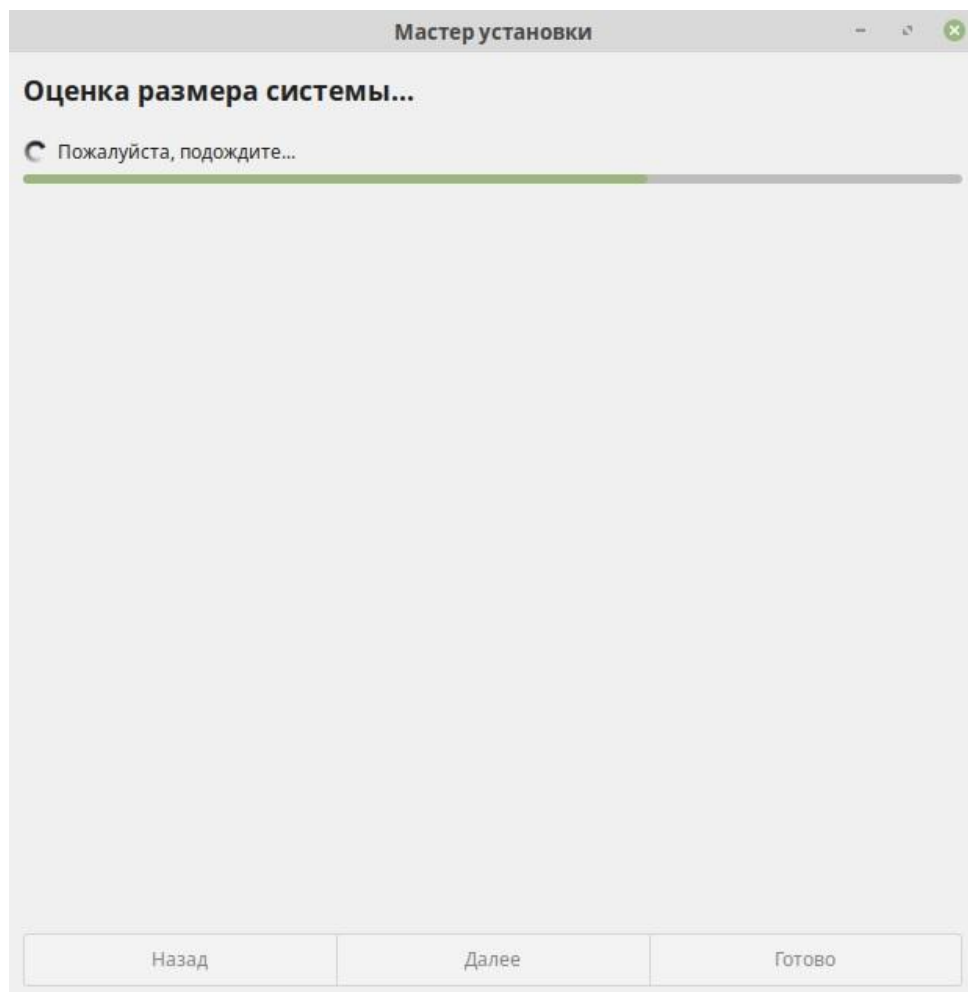 Мастер установки
Оценка размера системы...
Пожалуйста, подождите...
Назад
Далее
Готово